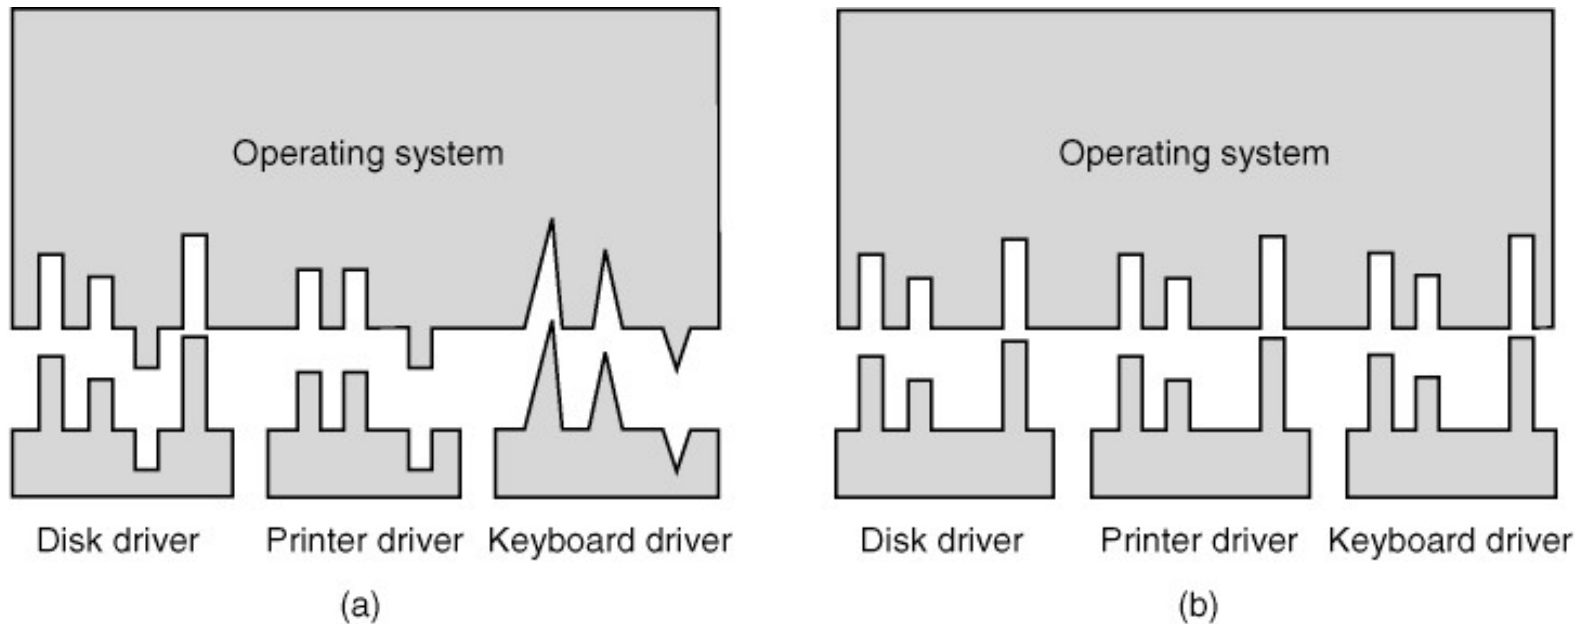 Operating system
Operating system
Disk driver
Printer driver
Keyboard driver
Disk driver
Printer driver
Keyboard driver
(a)
(b)